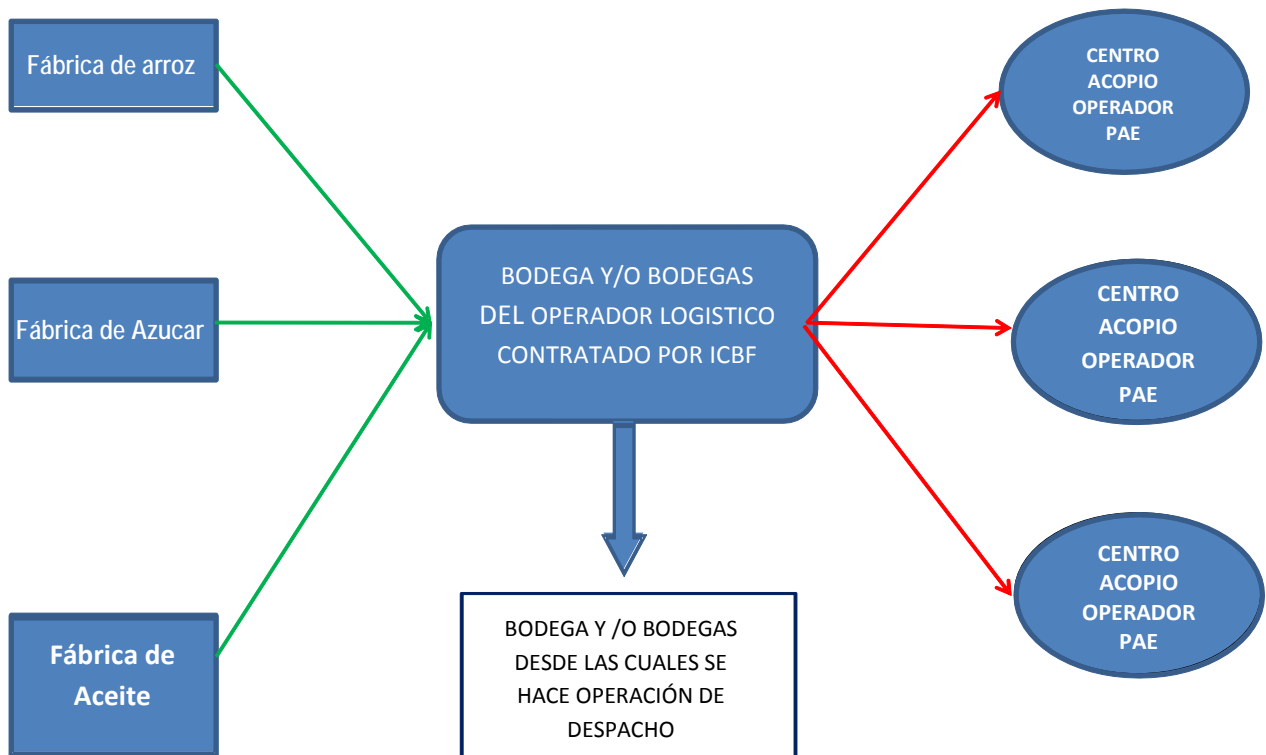 Fábrica de arroz
Fábrica de Azucar
Fábrica de
Aceite
BODEGA Y/O BODEGAS
DEL OPERADOR LOGISTICO
CONTRATADO POR ICBF
BODEGA Y /O BODEGAS
DESDE LAS CUALES SE
HACE OPERACIÓN DE
DESPACHO
CENTRO
ACOPIO
OPERADOR
PAE
CENTRO
ACOPIO
OPERADOR
PAE
CENTRO
ACOPIO
OPERADOR
PAE